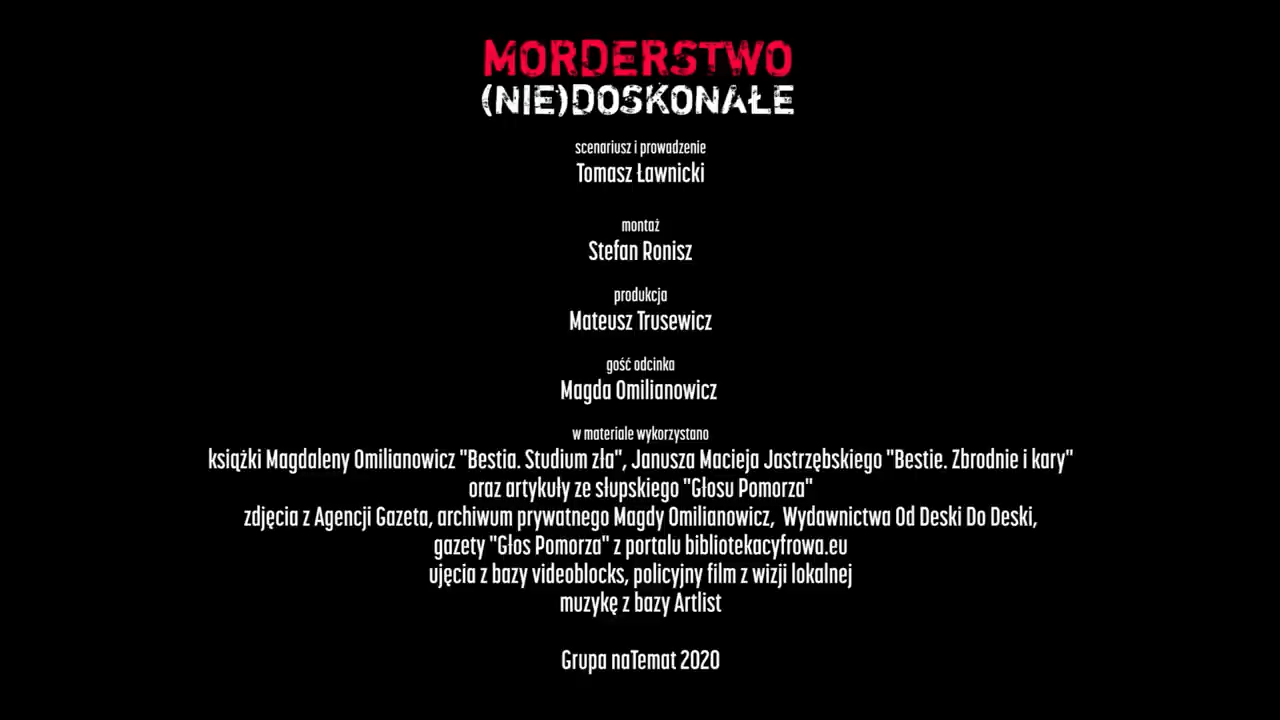 MORDERSTWO
(NIE)DOSKONAŁE
scenariusz i prowadzenie
Tomasz Ławnicki
montaż
Stefan Ronisz
produkcja
Mateusz Trusewicz
gość odcinka
Magda Omilianowicz
w materiale wykorzystano
książki Magdaleny Omilianowicz "Bestia. Studium zła", Janusza Macieja Jastrzębskiego "Bestie. Zbrodnie i kary"
oraz artykuły ze słupskiego "Głosu Pomorza"
zdjęcia z Agencji Gazeta, archiwum prywatnego Magdy Omilianowicz, Wydawnictwa Od Deski Do Deski,
gazety "Głos Pomorza" z portalu bibliotekacyfrowa.eu
ujęcia z bazy videoblocks, policyjny film z wizji lokalnej
muzykę z bazy Artlist
Grupa naTemat 2020